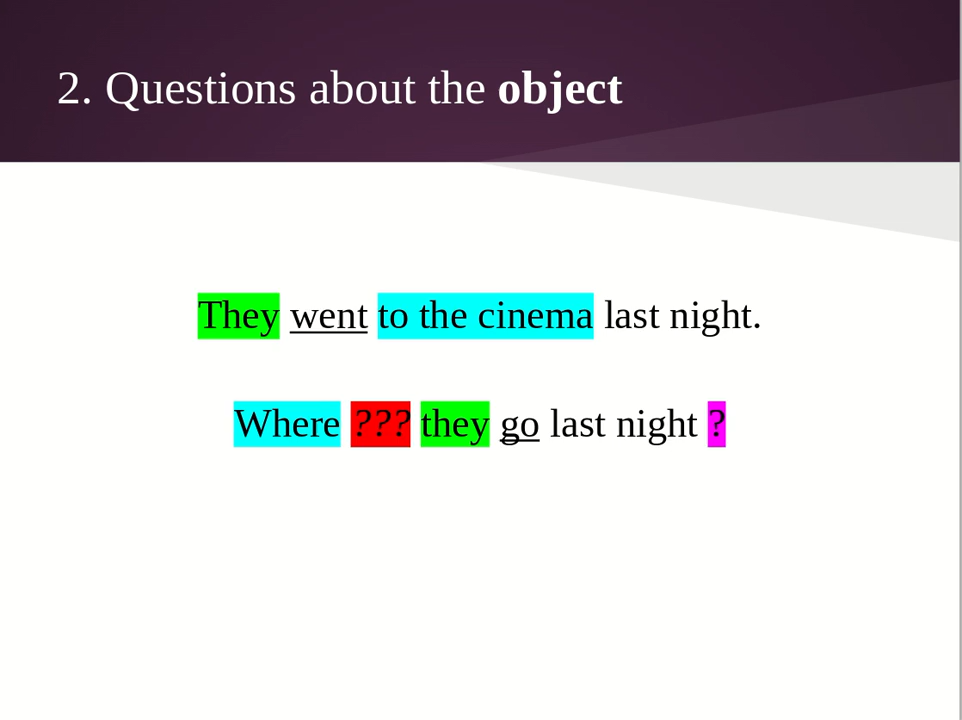 2. Questions about the object
They went to the cinema last night.
Where ??? they go last night ?